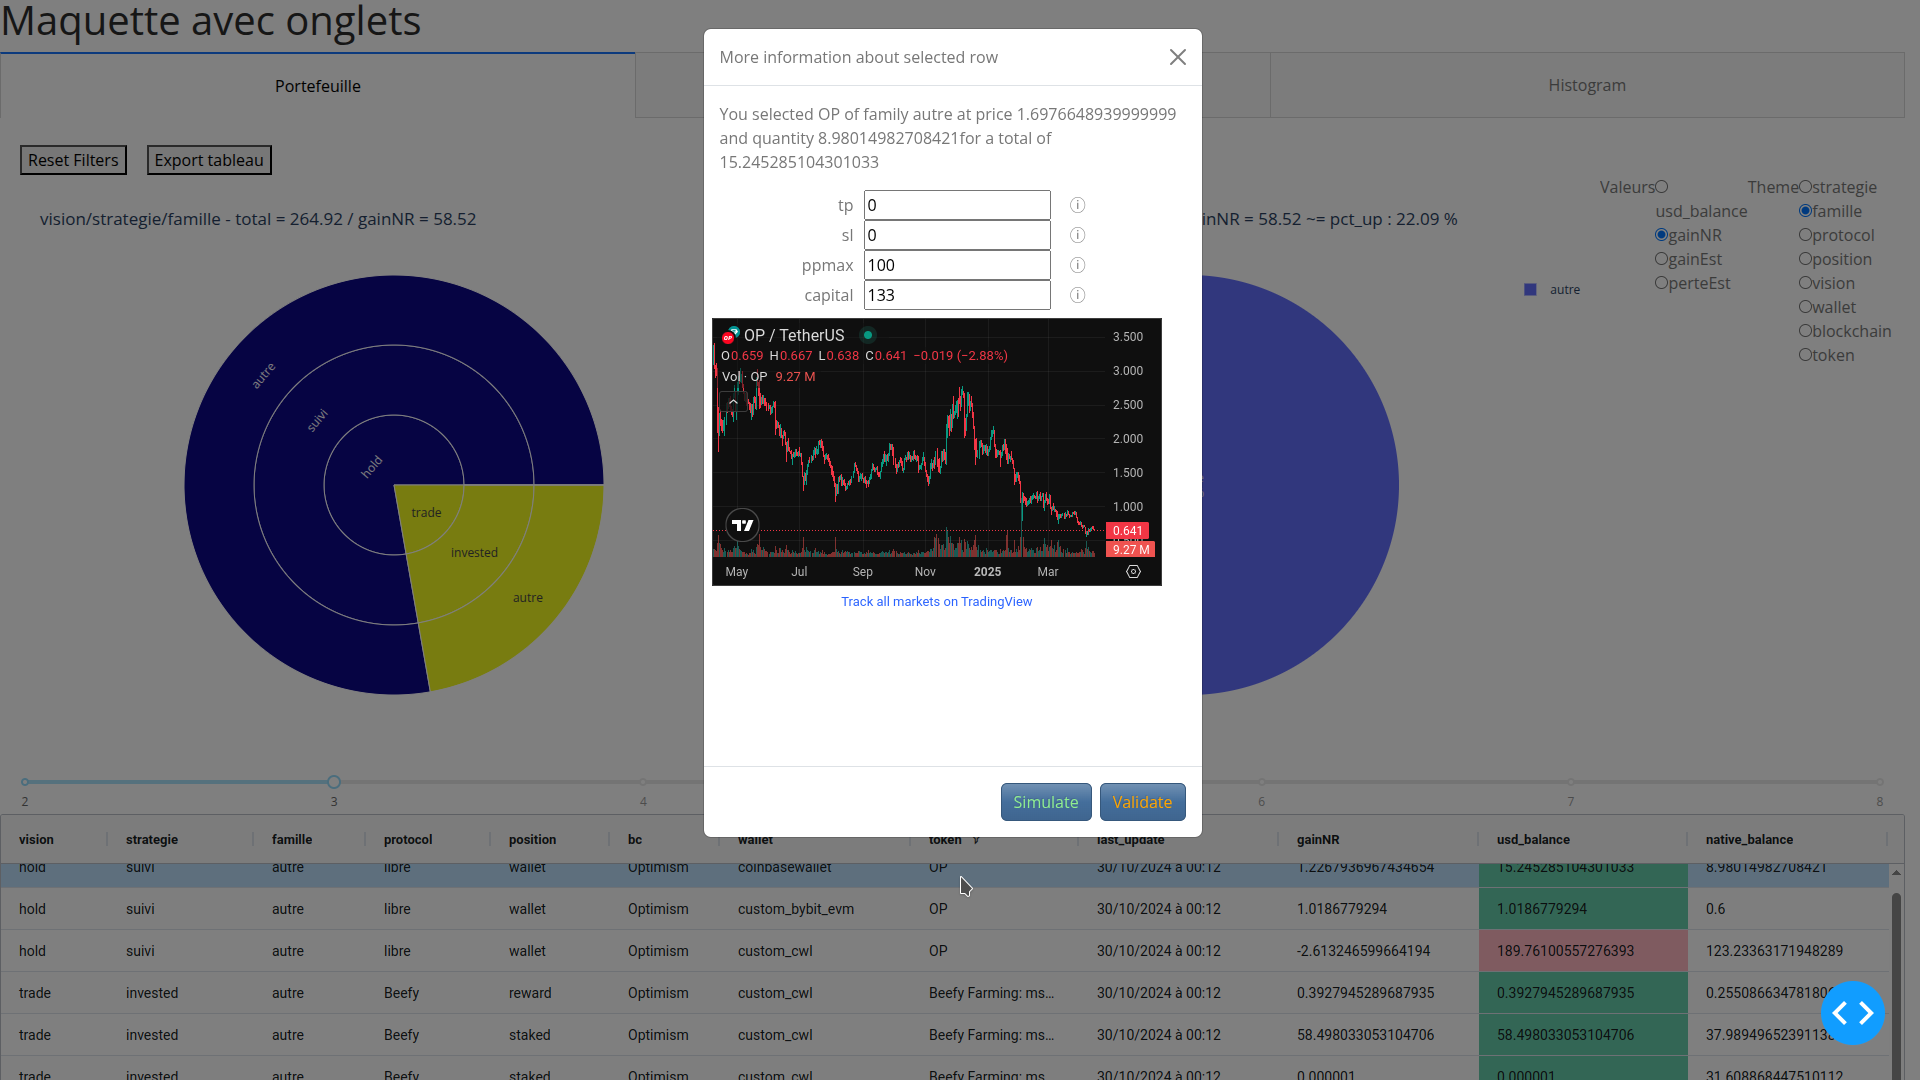 Maquette avec onglets
Portefeuille
Histogram
Reset Filters
Export tableau
vision/strategie/famille - total = 264.92 / gainNR = 58.52
inNR = 58.52 ~= pct_up : 22.09 %
Valeurs
usd_balance
gainNR
gainEst
perteEst
Theme
strategie
famille
protocol
position
vision
wallet
blockchain
token
autre
autre
suivi
hold
trade
invested
autre
More information about selected row
You selected OP of family autre at price 1.6976648939999999
and quantity 8.98014982708421for a total of
15.245285104301033
tp 0
sl 0
ppmax 100
capital 133
OP / TetherUS
O0.659 H0.667 L0.638 C0.641 −0.019 (−2.88%)
Vol · OP 9.27 M
3.500
3.000
2.500
2.000
1.500
1.000
0.641
9.27 M
May Jul Sep Nov 2025 Mar
Track all markets on TradingView
Simulate
Validate
2 3 4 6 7 8
vision strategie famille protocol position bc wallet token last_update gainNR usd_balance native_balance
hold suivi autre libre wallet Optimism coinbasewallet OP 30/10/2024 à 00:12 1.2267936967434654 15.245285104301033 8.98014982708421
hold suivi autre libre wallet Optimism custom_bybit_evm OP 30/10/2024 à 00:12 1.0186779294 1.0186779294 0.6
hold suivi autre libre wallet Optimism custom_cwl OP 30/10/2024 à 00:12 -2.613246599664194 189.76100557276393 123.23363171948289
trade invested autre Beefy reward Optimism custom_cwl Beefy Farming: ms... 30/10/2024 à 00:12 0.3927945289687935 0.3927945289687935
trade invested autre Beefy staked Optimism custom_cwl Beefy Farming: ms... 30/10/2024 à 00:12 58.498033053104706 58.498033053104706
trade invested autre Beefy staked Optimism custom_cwl Beefy Farming: ms... 30/10/2024 à 00:12 0.000001 0.000001 31.608868447510112